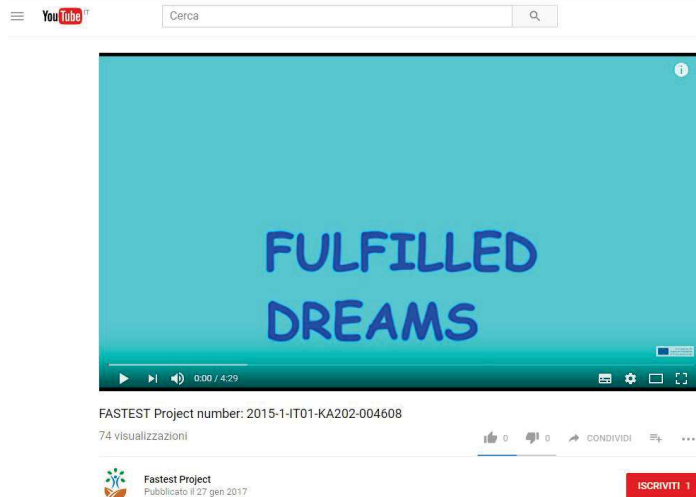 YouTube IT
Cerca
FULFILLED
DREAMS
0:00 / 4:29
FASTEST Project number: 2015-1-IT01-KA202-004608
74 visualizzazioni
0 0 CONDIVIDI
Fastest Project
Pubblicato il 27 gen 2017
ISCRIVITI 1